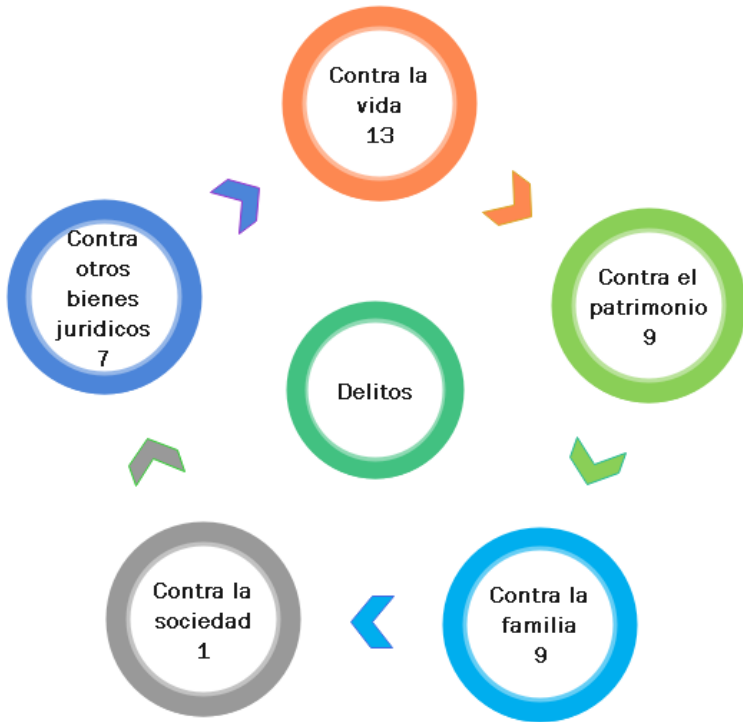 Contra la
vida
13
Contra el
patrimonio
9
Contra la
familia
9
Contra la
sociedad
1
Contra
otros
bienes
juridicos
7
Delitos